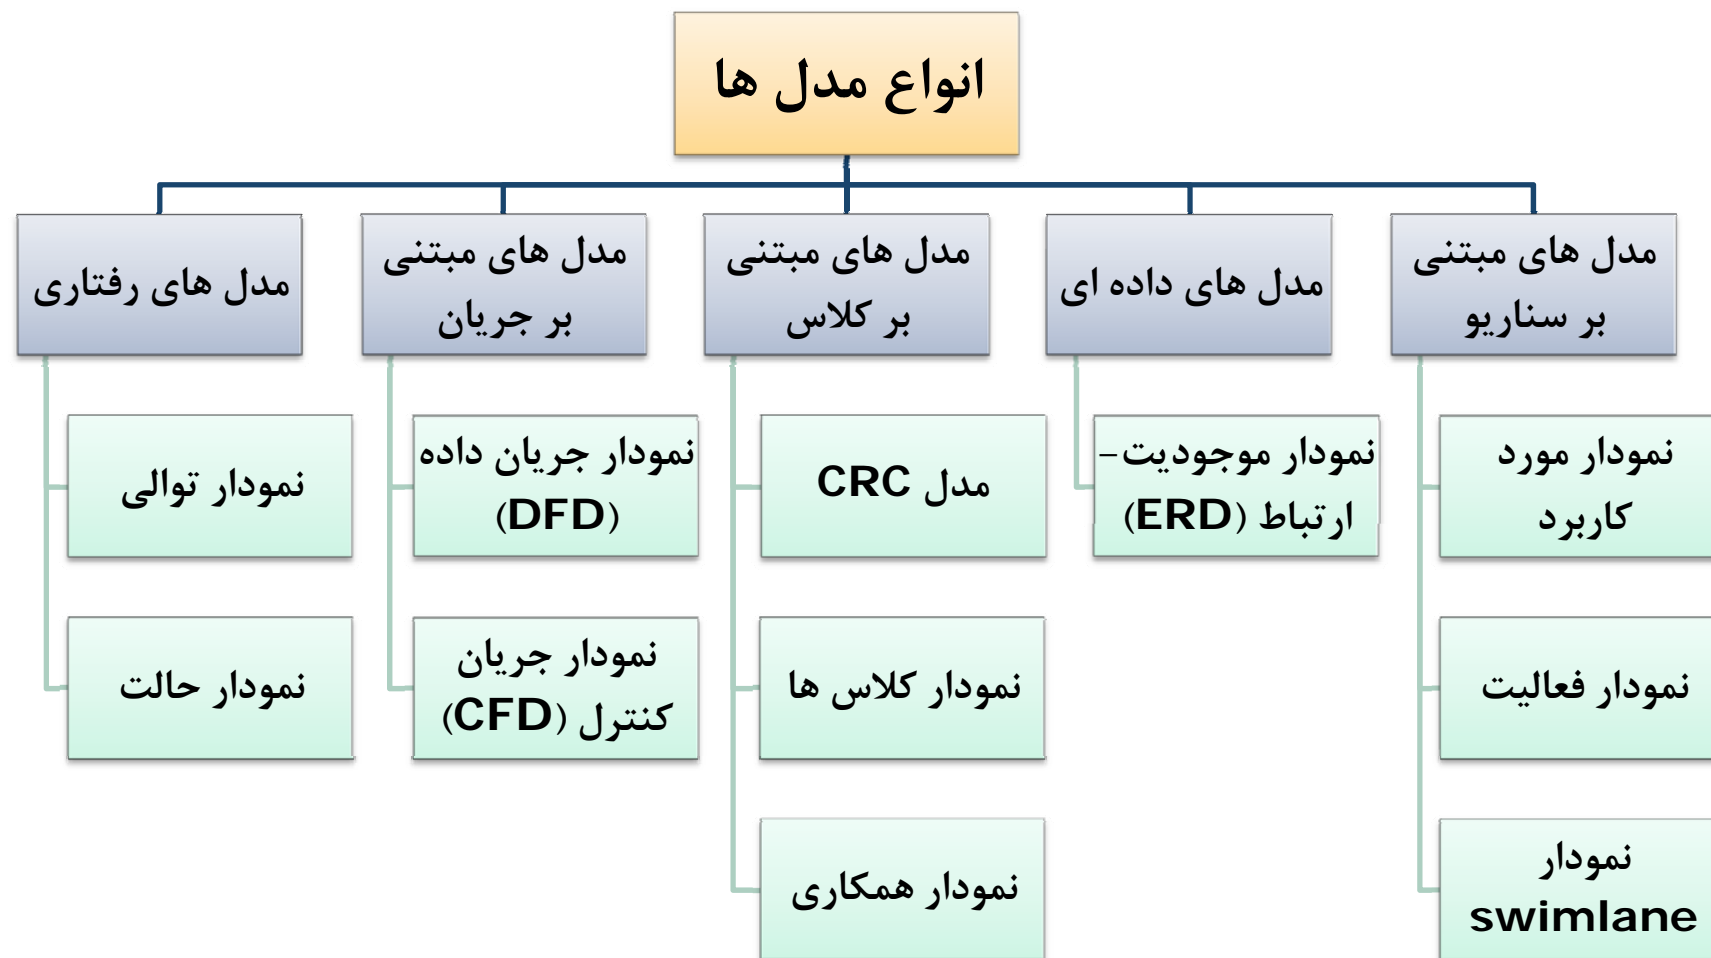 انواع مدل ها
مدل های مبتنی
بر سناریو
مدل های داده ای
مدل های مبتنی
بر کلاس
مدل های مبتنی
بر جریان
مدل های رفتاری
نمودار مورد
کاربرد
نمودار فعالیت
نمودار
swimlane
نمودار موجودیت-
ارتباط (ERD)
مدل CRC
نمودار کلاس ها
نمودار همکاری
نمودار جریان داده
(DFD)
نمودار جریان
کنترل (CFD)
نمودار توالی
نمودار حالت